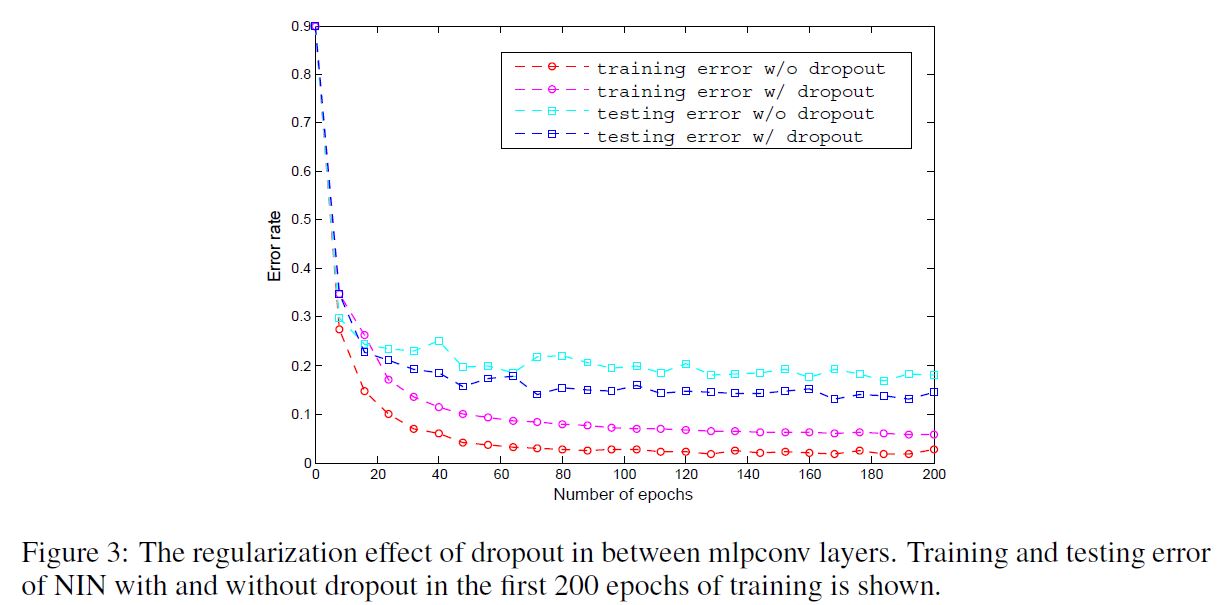 0.9
0.8
0.7
0.6
0.5
0.4
0.3
0.2
0.1
0
Error rate
training error w/o dropout
training error w/ dropout
testing error w/o dropout
testing error w/ dropout
0 20 40 60 80 100 120 140 160 180 200
Number of epochs
Figure 3: The regularization effect of dropout in between mlpconv layers. Training and testing error
of NIN with and without dropout in the first 200 epochs of training is shown.